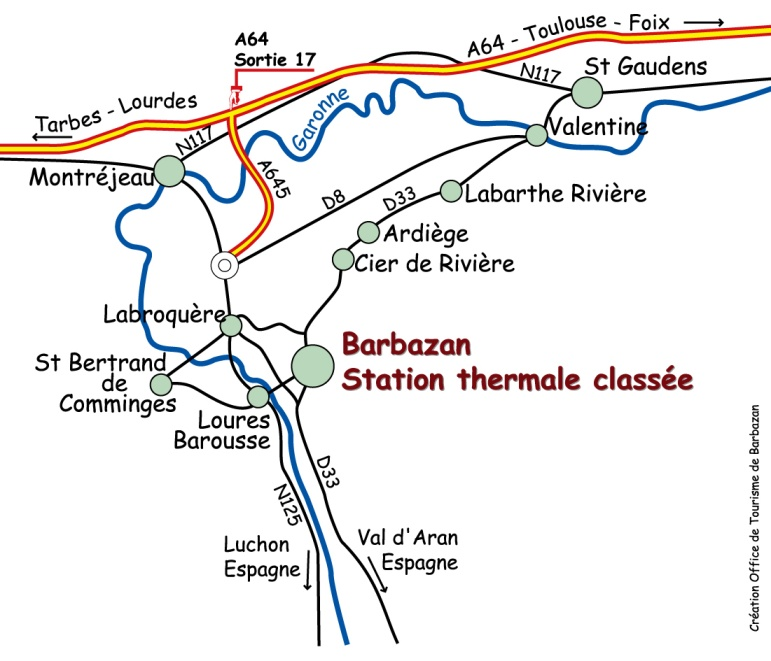 A64
Sortie 17
A64 - Toulouse - Foix
N117
St Gaudens
Tarbes - Lourdes
Garonne
N117
Valentine
Montréjeau
A645
D8
D33
Labarthe Rivière
Ardiège
Cier de Rivière
Labroquère
Barbazan
Station thermale classée
St Bertrand
de
Comminges
Loures
Barousse
D33
N125
Luchon
Espagne
Val d'Aran
Espagne
Création Office de Tourisme de Barbazan